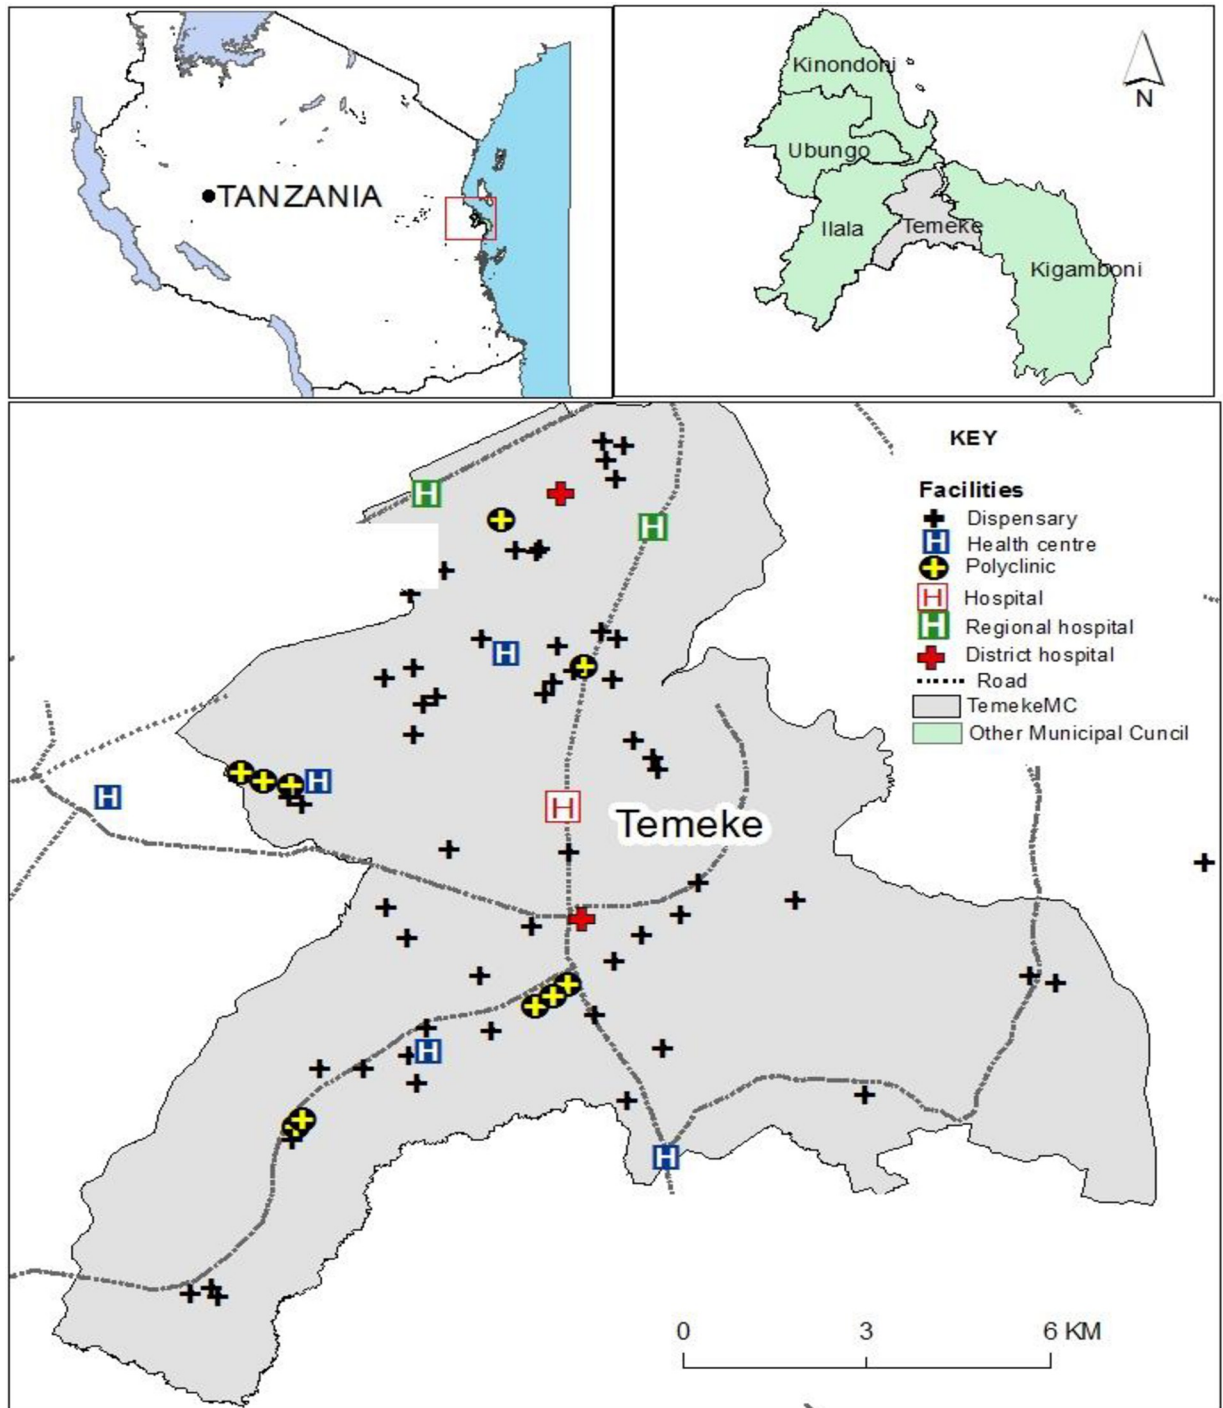 TANZANIA
Kinondoni
Ubungo
Ilala
Temeke
Kigamboni
N
KEY
Facilities
Dispensary
H Health centre
Polyclinic
H Hospital
H Regional hospital
District hospital
Road
TemekeMC
Other Municipal Cuncil
H
H
H
H
H
H
Temeke
H
H
0 3 6 KM